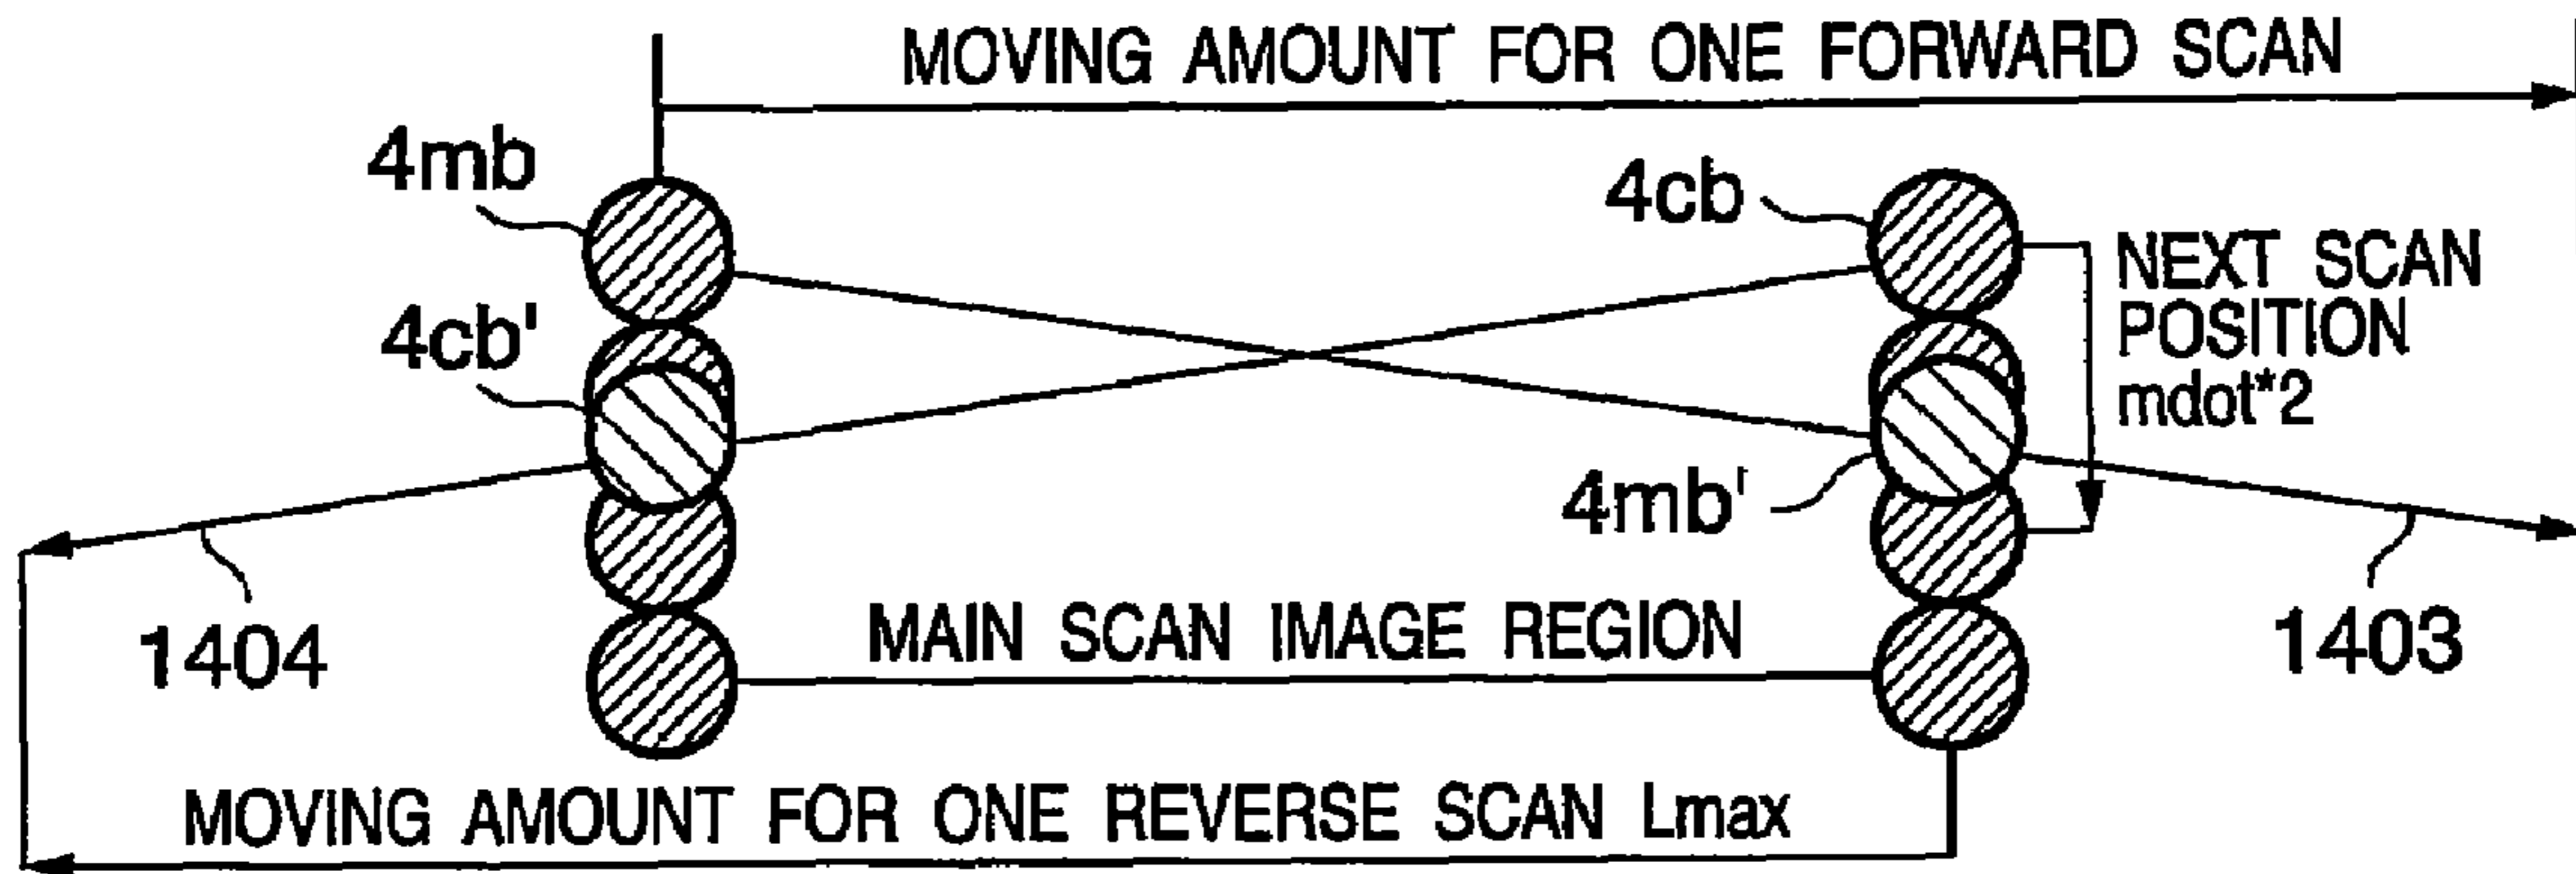 MOVING AMOUNT FOR ONE FORWARD SCAN
4mb
4cb
NEXT SCAN
POSITION
mdot*2
4cb'
4mb'
1404
MAIN SCAN IMAGE REGION
1403
MOVING AMOUNT FOR ONE REVERSE SCAN Lmax